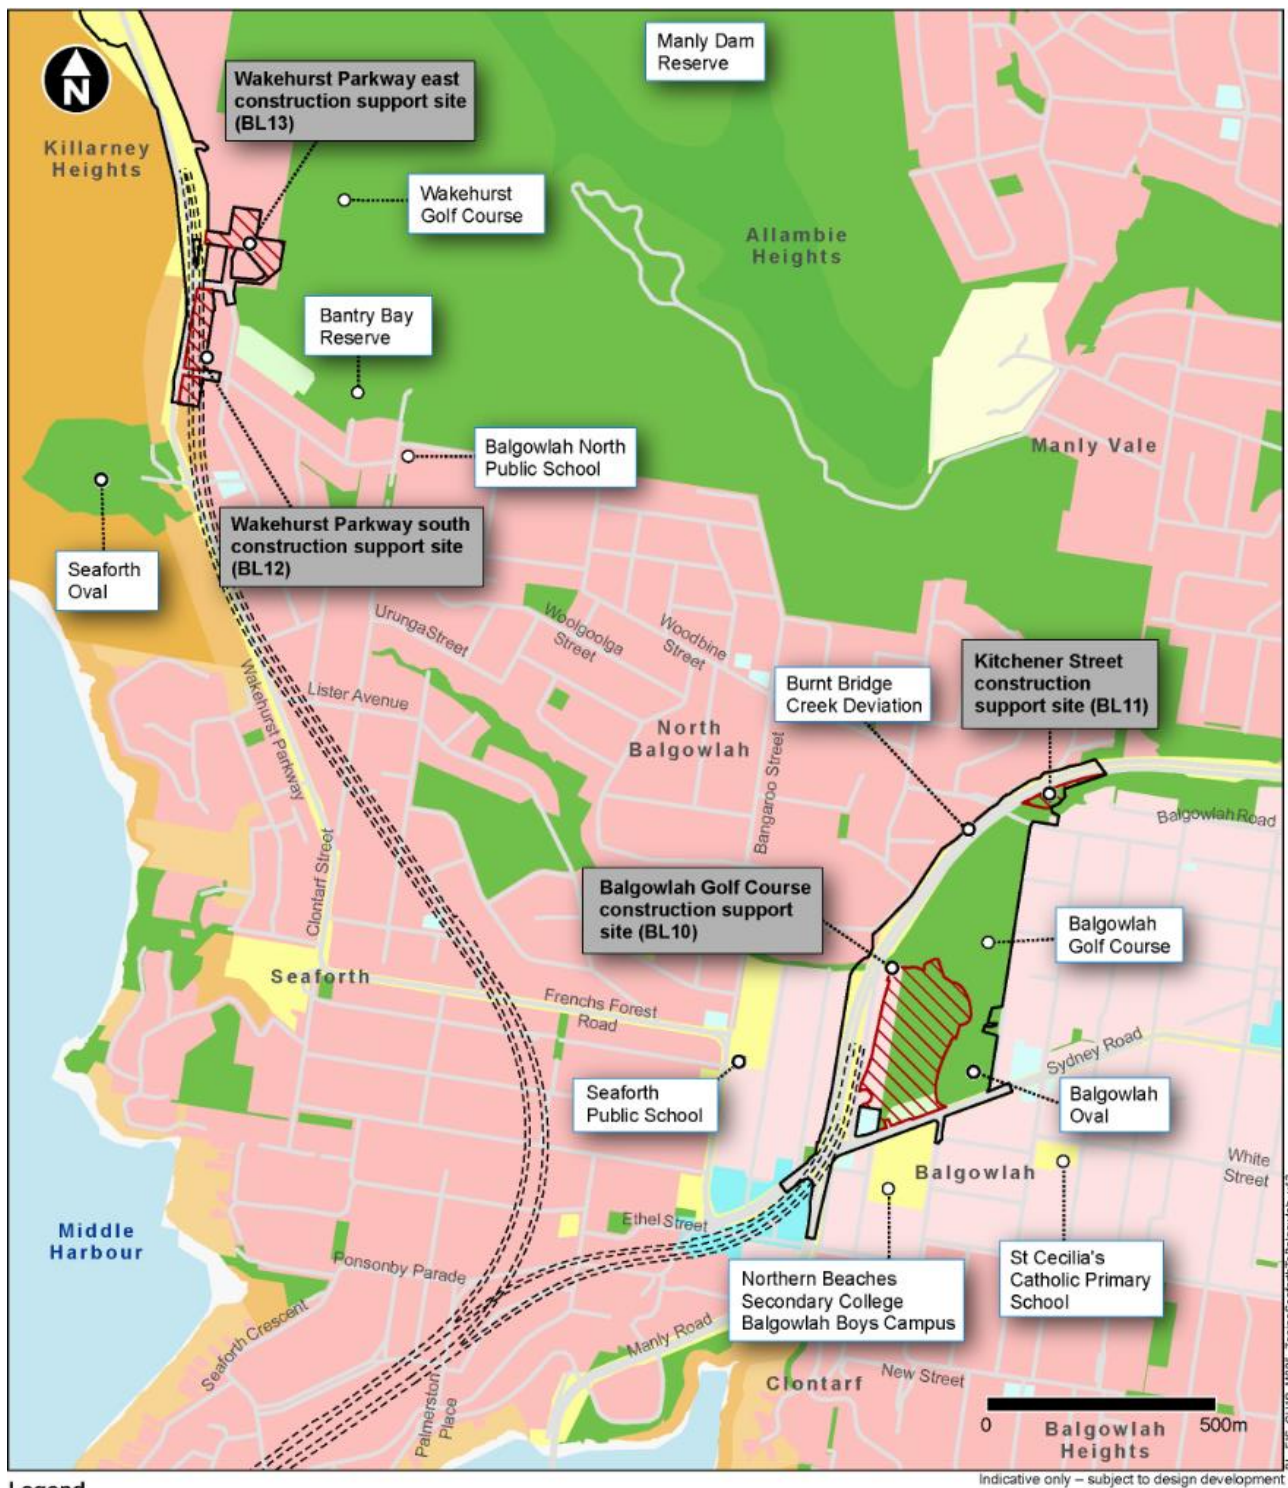 Manly Dam
Reserve
N
Wakehurst Parkway east
construction support site
(BL13)
Killarney
Heights
Wakehurst
Golf Course
Allambie
Heights
Bantry Bay
Reserve
Manly Vale
Balgowlah North
Public School
Wakehurst Parkway south
construction support site
(BL12)
Seaforth
Oval
Urunga Street
Woolgoolga
Street
Woodbine
Street
Kitchener Street
construction
support site (BL11)
Burnt Bridge
Creek Deviation
Wakehurst Parkway
Lister Avenue
North
Balgowlah
Bangaroo Street
Balgowlah Road
Clontarf Street
Balgowlah Golf Course
construction support
site (BL10)
Balgowlah
Golf Course
Seaforth
Frenchs Forest
Road
Sydney Road
Seaforth
Public School
Balgowlah
Oval
Balgowlah
White
Street
Middle
Harbour
Ethel Street
Ponsonby Parade
Northern Beaches
Secondary College
Balgowlah Boys Campus
St Cecilia's
Catholic Primary
School
Seaforth Crescent
Manly Road
Palmerston
Place
Clontarf
New Street
0
500m
Balgowlah
Heights
Indicative only – subject to design development
Legend